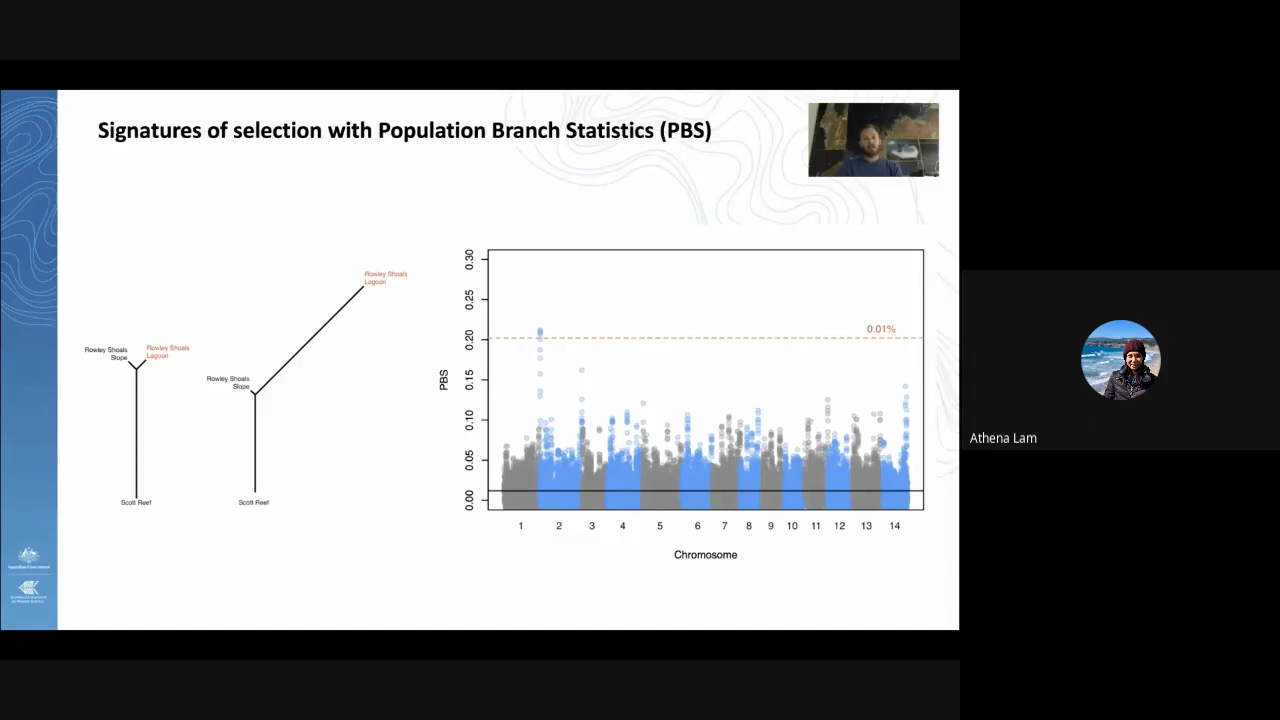 Signatures of selection with Population Branch Statistics (PBS)
Rowley Shoals
Slope
Rowley Shoals
Lagoon
Scott Reef
Rowley Shoals
Lagoon
Rowley Shoals
Slope
Scott Reef
PBS
0.30
0.25
0.20
0.15
0.10
0.05
0.00
0.01%
1 2 3 4 5 6 7 8 9 10 11 12 13 14
Chromosome
Australian Government
Athena Lam